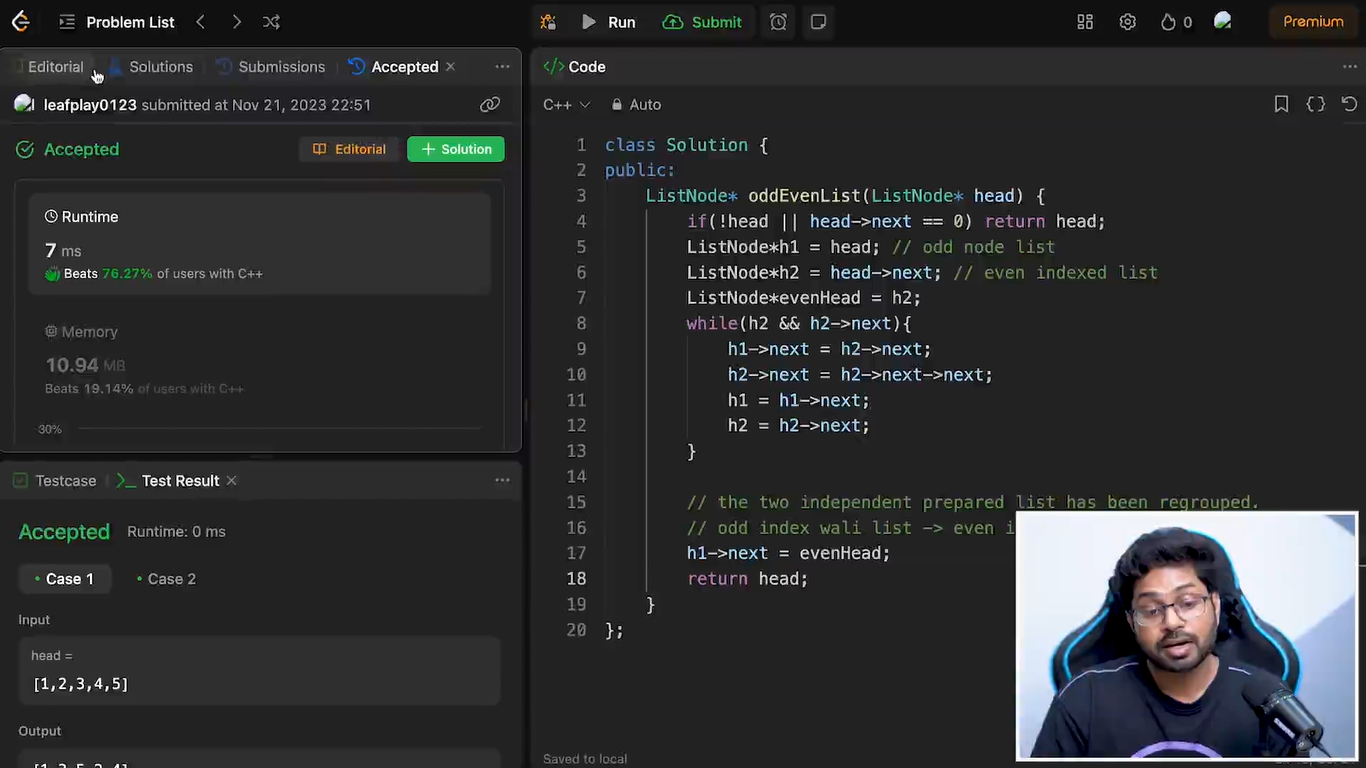 Problem List
Run
Submit
0
Premium
Editorial
Solutions
Submissions
Accepted
leafplay0123 submitted at Nov 21, 2023 22:51
Accepted
Editorial
+ Solution
Runtime
7 ms
Beats 76.27% of users with C++
Memory
10.94 MB
Beats 19.14% of users with C++
30%
Testcase
>_ Test Result
Accepted
Runtime: 0 ms
• Case 1
• Case 2
Input
head =
[1,2,3,4,5]
Output
[1,3,5,2,4]
</> Code
C++
Auto
1 class Solution {
2 public:
3 ListNode* oddEvenList(ListNode* head) {
4 if(!head || head->next == 0) return head;
5 ListNode*h1 = head; // odd node list
6 ListNode*h2 = head->next; // even indexed list
7 ListNode*evenHead = h2;
8 while(h2 && h2->next){
9 h1->next = h2->next;
10 h2->next = h2->next->next;
11 h1 = h1->next;
12 h2 = h2->next;
13 }
14
15 // the two independent prepared list has been regrouped.
16 // odd index wali list -> even i
17 h1->next = evenHead;
18 return head;
19 }
20 };
Saved to local